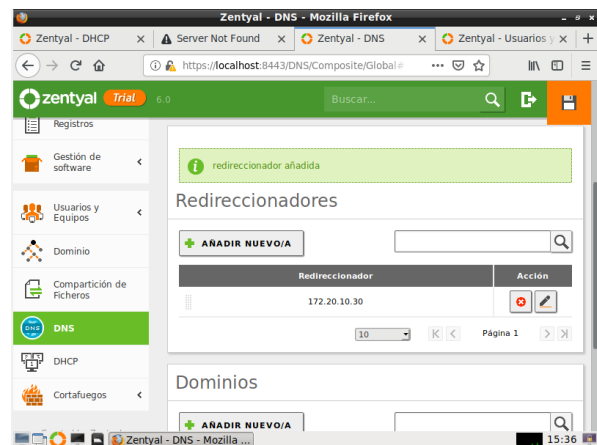 Zentyal - DNS - Mozilla Firefox
Zentyal - DHCP
Server Not Found
Zentyal - DNS
Zentyal - Usuarios y
https://localhost:8443/DNS/Composite/Global#
zentyal Trial 6.0
Buscar...
Registros
Gestión de
software
Usuarios y
Equipos
Dominio
Compartición de
Ficheros
DNS
DNS
DHCP
Cortafuegos
redireccionador añadida
Redireccionadores
AÑADIR NUEVO/A
Redireccionador
Acción
172.20.10.30
10
Página 1
Dominios
AÑADIR NUEVO/A
Zentyal - DNS - Mozilla ...
15:36